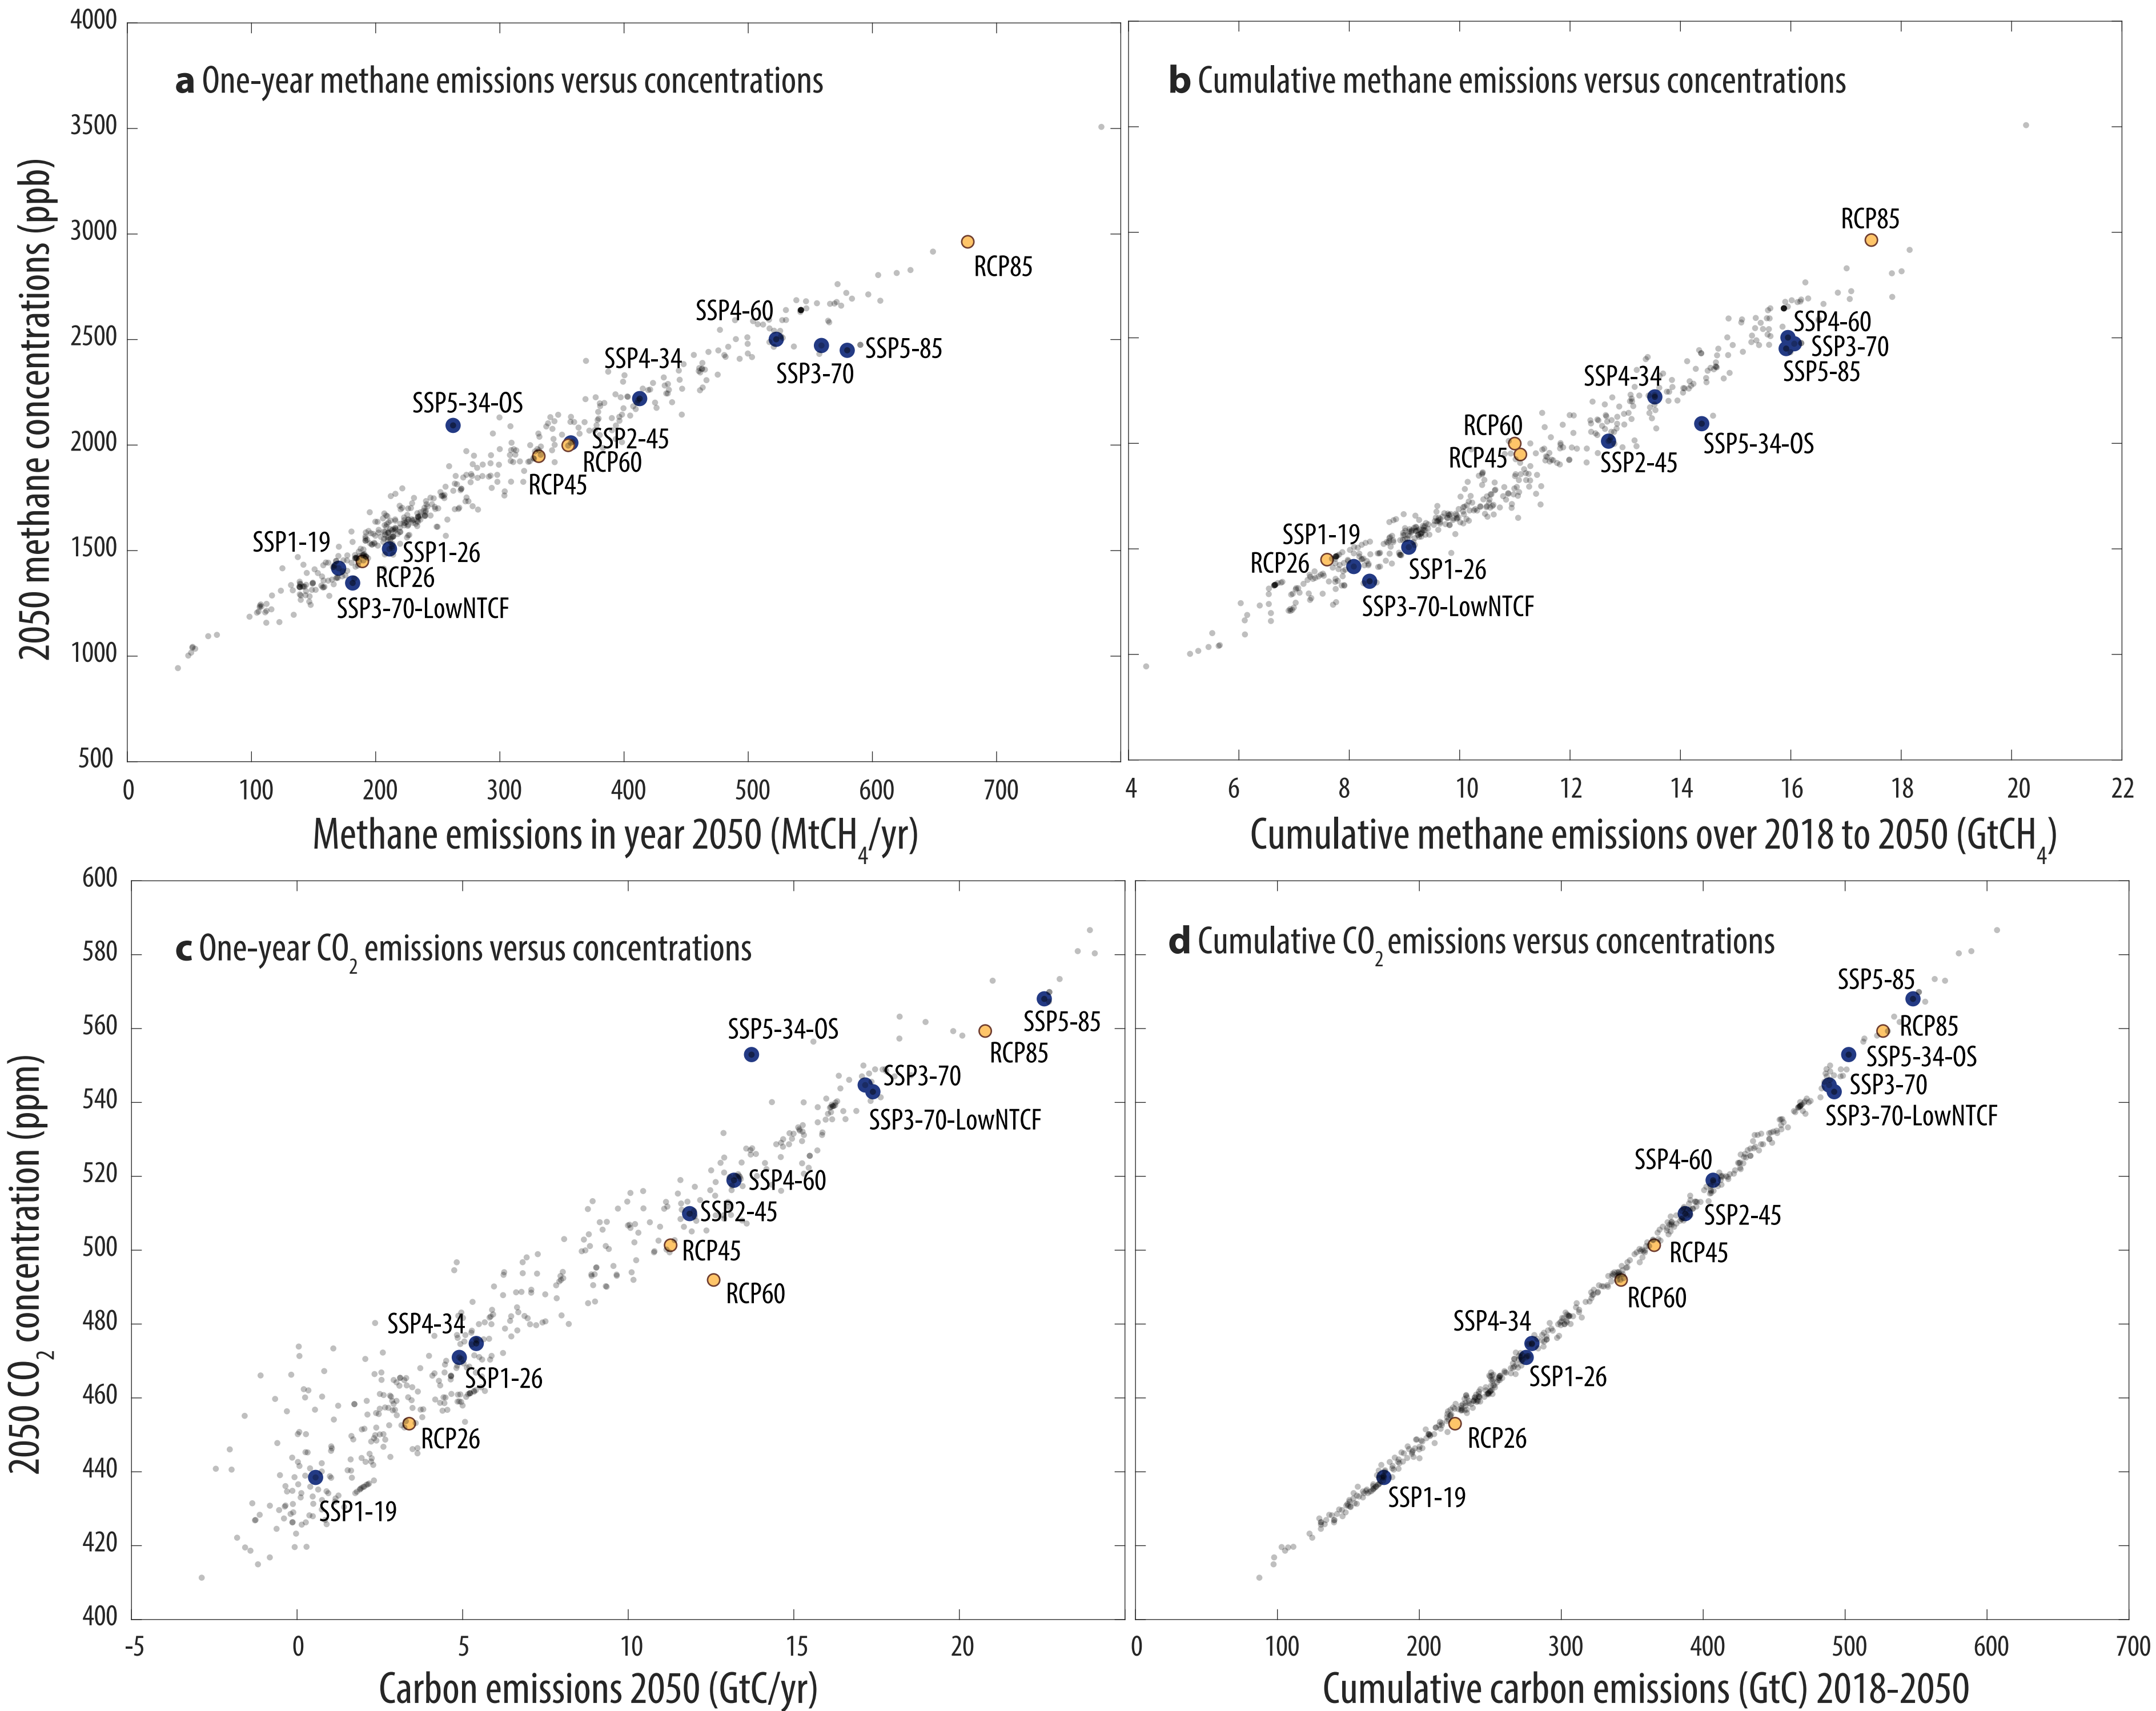 a One-year methane emissions versus concentrations
4000
3500
3000
2500
2000
1500
1000
500
2050 methane concentrations (ppb)
RCP85
SSP4-60
SSP5-85
SSP3-70
SSP4-34
SSP5-34-OS
SSP2-45
RCP60
RCP45
SSP1-19
SSP1-26
RCP26
SSP3-70-LowNTCF
0 100 200 300 400 500 600 700
Methane emissions in year 2050 (MtCH4/yr)
b Cumulative methane emissions versus concentrations
RCP85
SSP4-60
SSP3-70
SSP5-85
SSP4-34
RCP60
SSP5-34-OS
RCP45
SSP2-45
SSP1-19
RCP26
SSP1-26
SSP3-70-LowNTCF
4 6 8 10 12 14 16 18 20 22
Cumulative methane emissions over 2018 to 2050 (GtCH4)
c One-year CO2 emissions versus concentrations
600
580
560
540
520
500
480
460
440
420
400
2050 CO2 concentration (ppm)
SSP5-34-OS
SSP5-85
RCP85
SSP3-70
SSP3-70-LowNTCF
SSP4-60
SSP2-45
RCP45
RCP60
SSP4-34
SSP1-26
RCP26
SSP1-19
-5 0 5 10 15 20
Carbon emissions 2050 (GtC/yr)
d Cumulative CO2 emissions versus concentrations
SSP5-85
RCP85
SSP5-34-OS
SSP3-70
SSP3-70-LowNTCF
SSP4-60
SSP2-45
RCP45
RCP60
SSP4-34
SSP1-26
RCP26
SSP1-19
0 100 200 300 400 500 600 700
Cumulative carbon emissions (GtC) 2018-2050